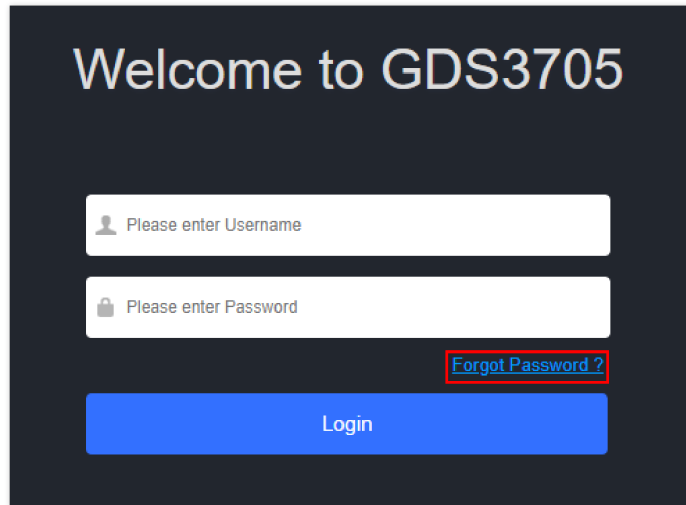 Welcome to GDS3705
Please enter Username
Please enter Password
Forgot Password ?
Login